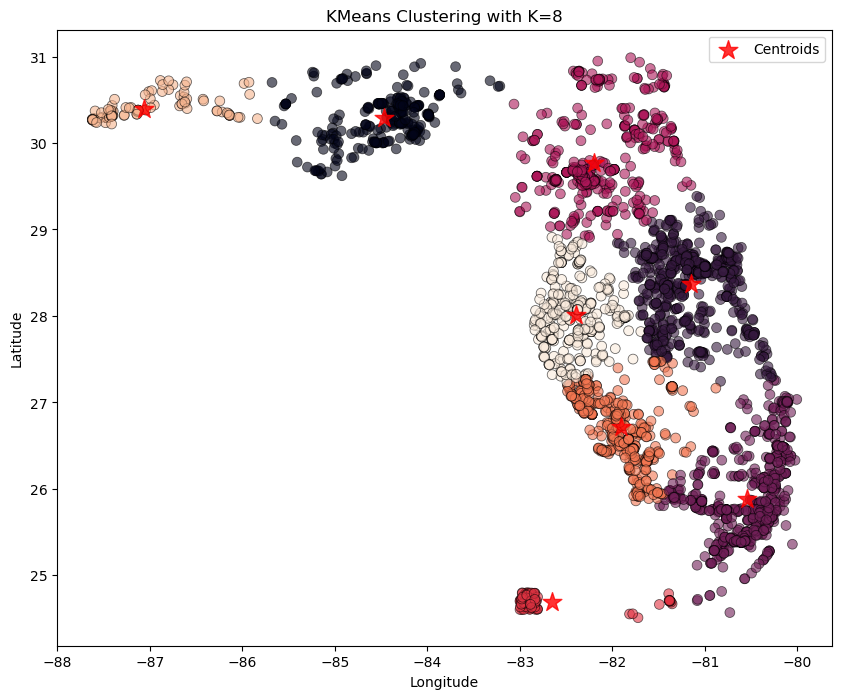 KMeans Clustering with K=8
Centroids
31
30
29
28
27
26
25
Latitude
−88 −87 −86 −85 −84 −83 −82 −81 −80
Longitude